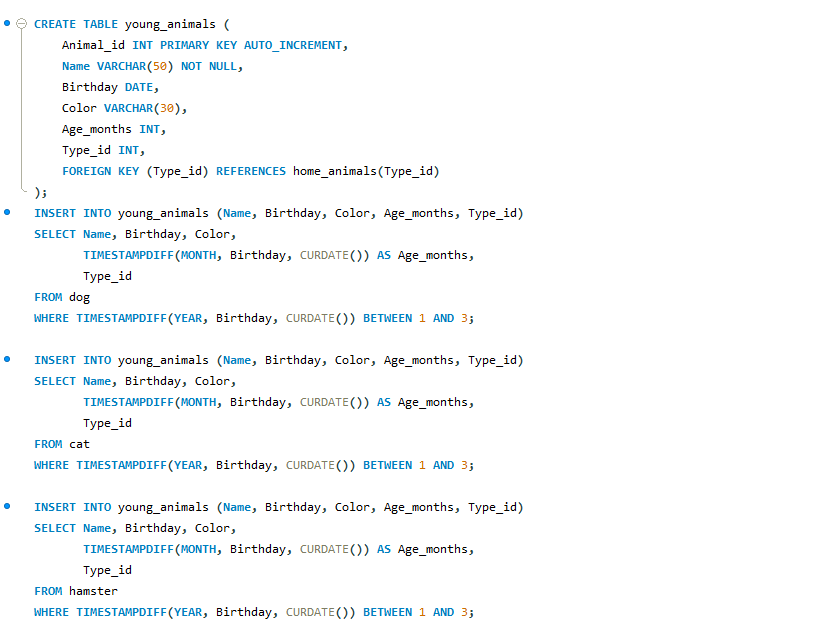 CREATE TABLE young_animals (
    Animal_id INT PRIMARY KEY AUTO_INCREMENT,
    Name VARCHAR(50) NOT NULL,
    Birthday DATE,
    Color VARCHAR(30),
    Age_months INT,
    Type_id INT,
    FOREIGN KEY (Type_id) REFERENCES home_animals(Type_id)
);
INSERT INTO young_animals (Name, Birthday, Color, Age_months, Type_id)
SELECT Name, Birthday, Color,
       TIMESTAMPDIFF(MONTH, Birthday, CURDATE()) AS Age_months,
       Type_id
FROM dog
WHERE TIMESTAMPDIFF(YEAR, Birthday, CURDATE()) BETWEEN 1 AND 3;

INSERT INTO young_animals (Name, Birthday, Color, Age_months, Type_id)
SELECT Name, Birthday, Color,
       TIMESTAMPDIFF(MONTH, Birthday, CURDATE()) AS Age_months,
       Type_id
FROM cat
WHERE TIMESTAMPDIFF(YEAR, Birthday, CURDATE()) BETWEEN 1 AND 3;

INSERT INTO young_animals (Name, Birthday, Color, Age_months, Type_id)
SELECT Name, Birthday, Color,
       TIMESTAMPDIFF(MONTH, Birthday, CURDATE()) AS Age_months,
       Type_id
FROM hamster
WHERE TIMESTAMPDIFF(YEAR, Birthday, CURDATE()) BETWEEN 1 AND 3;